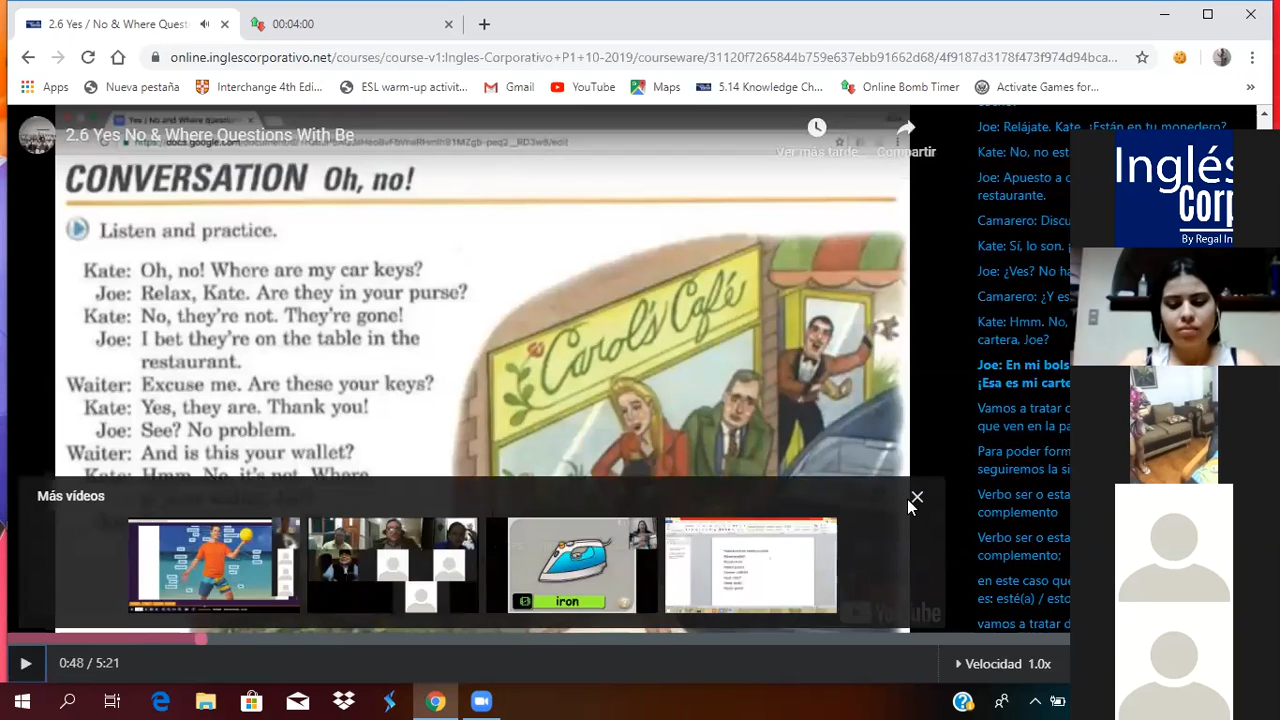 2.6 Yes / No & Where Quest
00:04:00
online.inglescorporativo.net/courses/course-v1:Ingles-Corporativo+P1+10-2019/courseware/31120f7265844b759e637ebb91662d68/4f9187d3178f473f974d94bca...
Apps
Nueva pestaña
Interchange 4th Edi...
ESL warm-up activit...
Gmail
YouTube
Maps
5.14 Knowledge Ch...
Online Bomb Timer
Activate Games for...
»
2.6 Yes No & Where Questions With Be
Ver más tarde
Compartir
CONVERSATION Oh, no!
Listen and practice.
Kate: Oh, no! Where are my car keys?
Joe: Relax, Kate. Are they in your purse?
Kate: No, they're not. They're gone!
Joe: I bet they're on the table in the
restaurant.
Waiter: Excuse me. Are these your keys?
Kate: Yes, they are. Thank you!
Joe: See? No problem.
Waiter: And is this your wallet?
Kate: Hmm. No, it's not. Where
Carol's Café
Más vídeos
iron
YouTube
0:48 / 5:21
Velocidad 1.0x
Joe: Relájate. Kate. ¿Están en tu monedero?
Kate: No, no est
Joe: Apuesto a c
restaurante.
Camarero: Discu
Kate: Sí, lo son.
Joe: ¿Ves? No ha
Camarero: ¿Y es
Kate: Hmm. No,
cartera, Joe?
Joe: En mi bols
¡Esa es mi carte
Vamos a tratar c
que ven en la pa
Para poder form
seguiremos la si
Verbo ser o esta
complemento
Verbo ser o esta
complemento;
en este caso que
es: esté(a) / esto
vamos a tratar d
Inglés
Corp
By Regal In